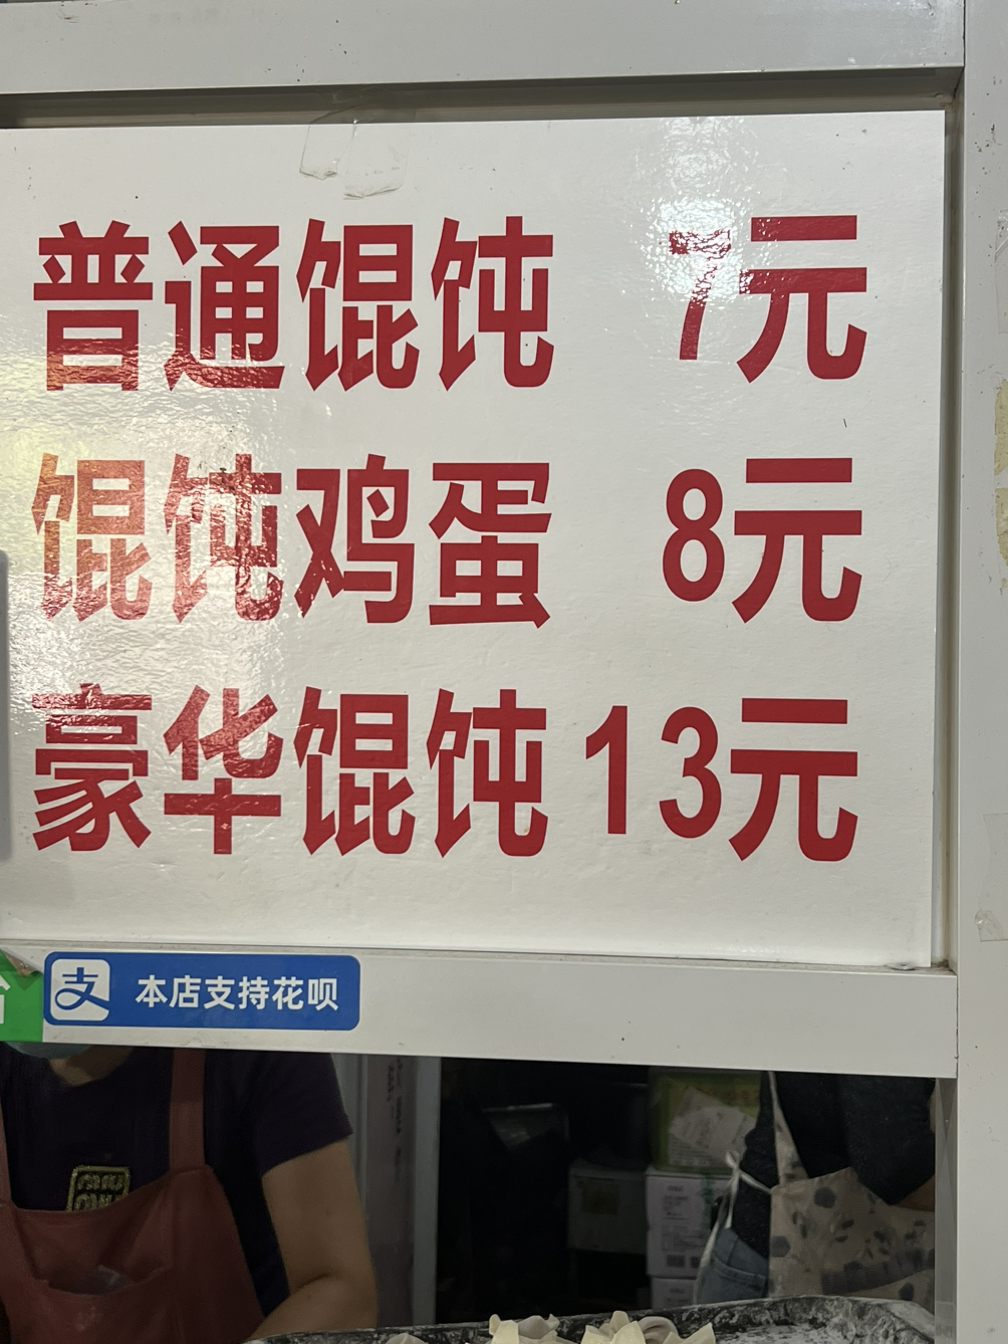 普通馄饨 7元
馄饨鸡蛋 8元
豪华馄饨 13元
支 本店支持花呗